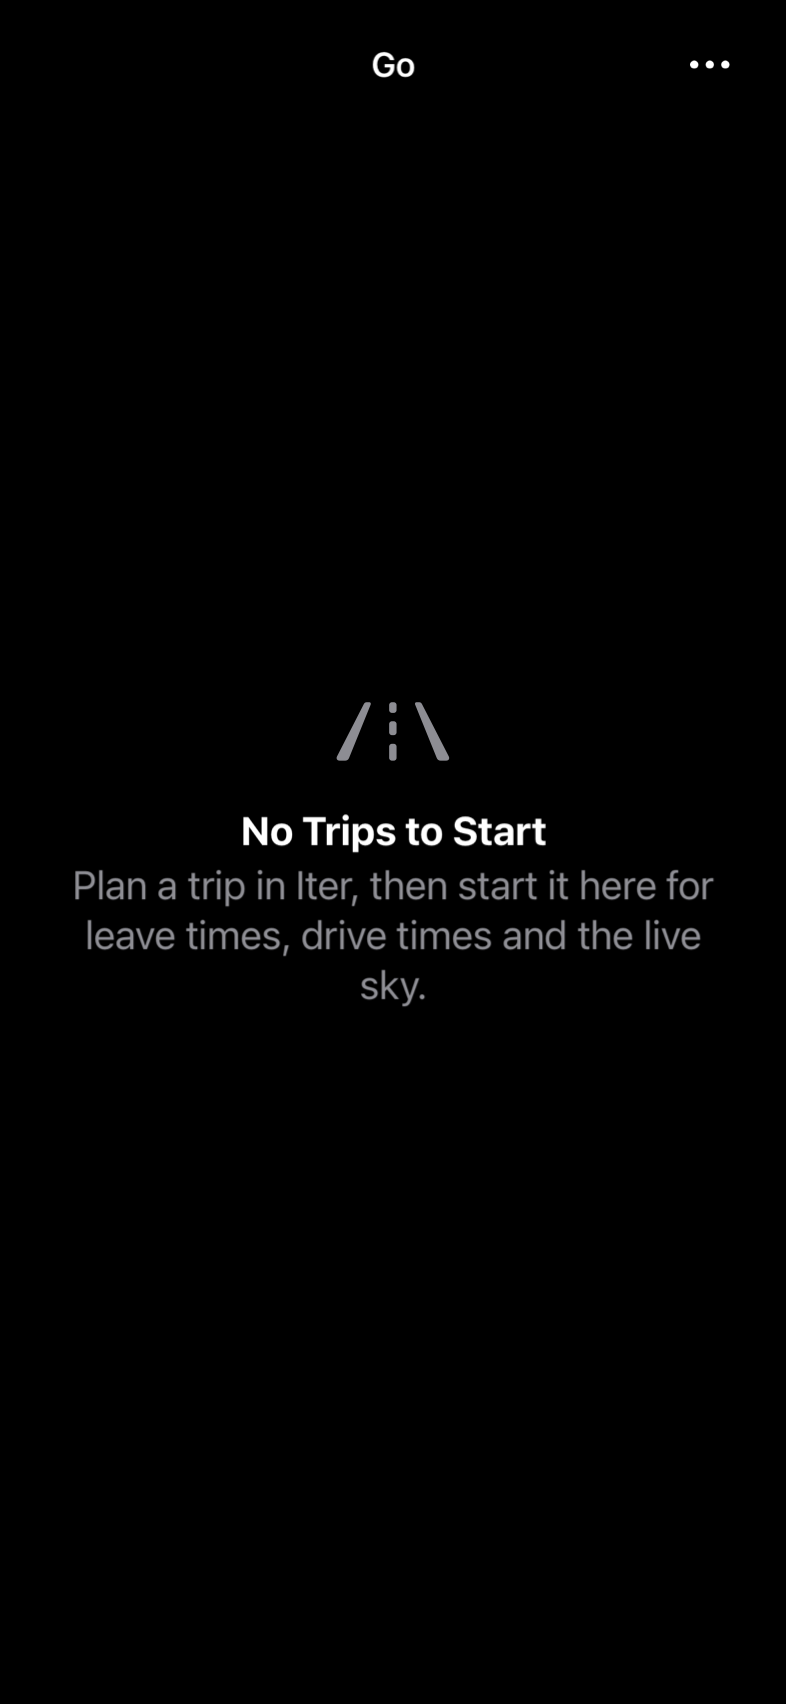 Go
No Trips to Start
Plan a trip in Iter, then start it here for
leave times, drive times and the live
sky.